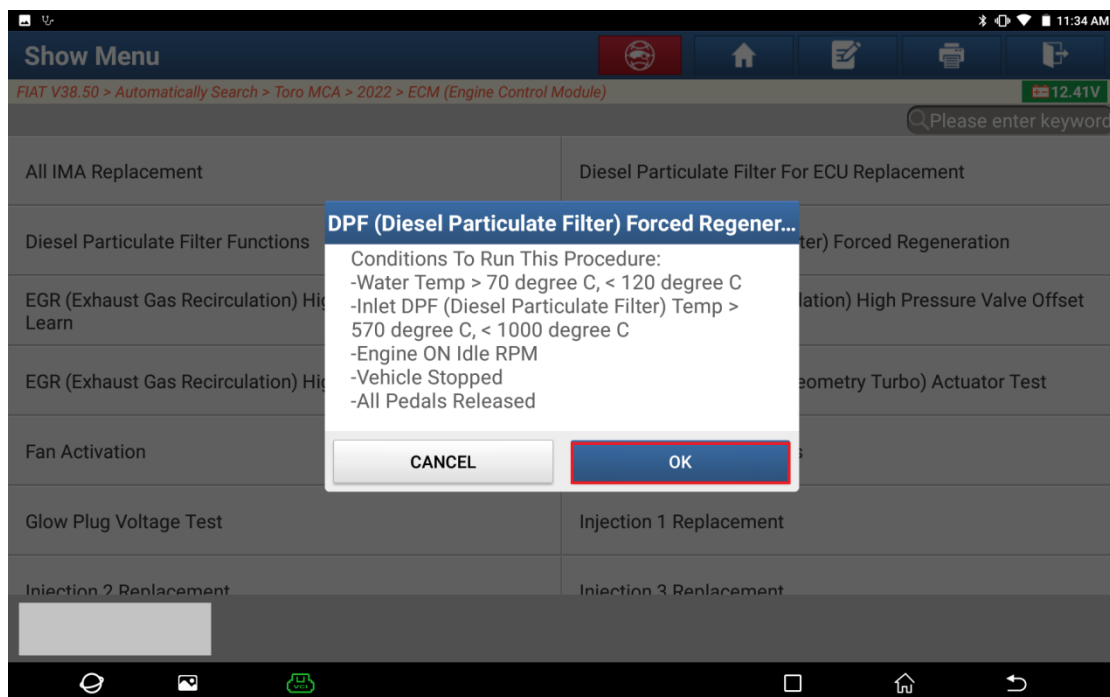 11:34 AM
Show Menu
FIAT V38.50 > Automatically Search > Toro MCA > 2022 > ECM (Engine Control Module)
12.41V
Please enter keyword
All IMA Replacement
Diesel Particulate Filter For ECU Replacement
DPF (Diesel Particulate Filter) Forced Regener...
Diesel Particulate Filter Functions
ter) Forced Regeneration
Conditions To Run This Procedure:
-Water Temp > 70 degree C, < 120 degree C
-Inlet DPF (Diesel Particulate Filter) Temp >
570 degree C, < 1000 degree C
-Engine ON Idle RPM
-Vehicle Stopped
-All Pedals Released
EGR (Exhaust Gas Recirculation) Hig
Learn
lation) High Pressure Valve Offset
EGR (Exhaust Gas Recirculation) Hig
eometry Turbo) Actuator Test
Fan Activation
s
CANCEL
OK
Glow Plug Voltage Test
Injection 1 Replacement
Injection 2 Replacement
Injection 3 Replacement
VCI